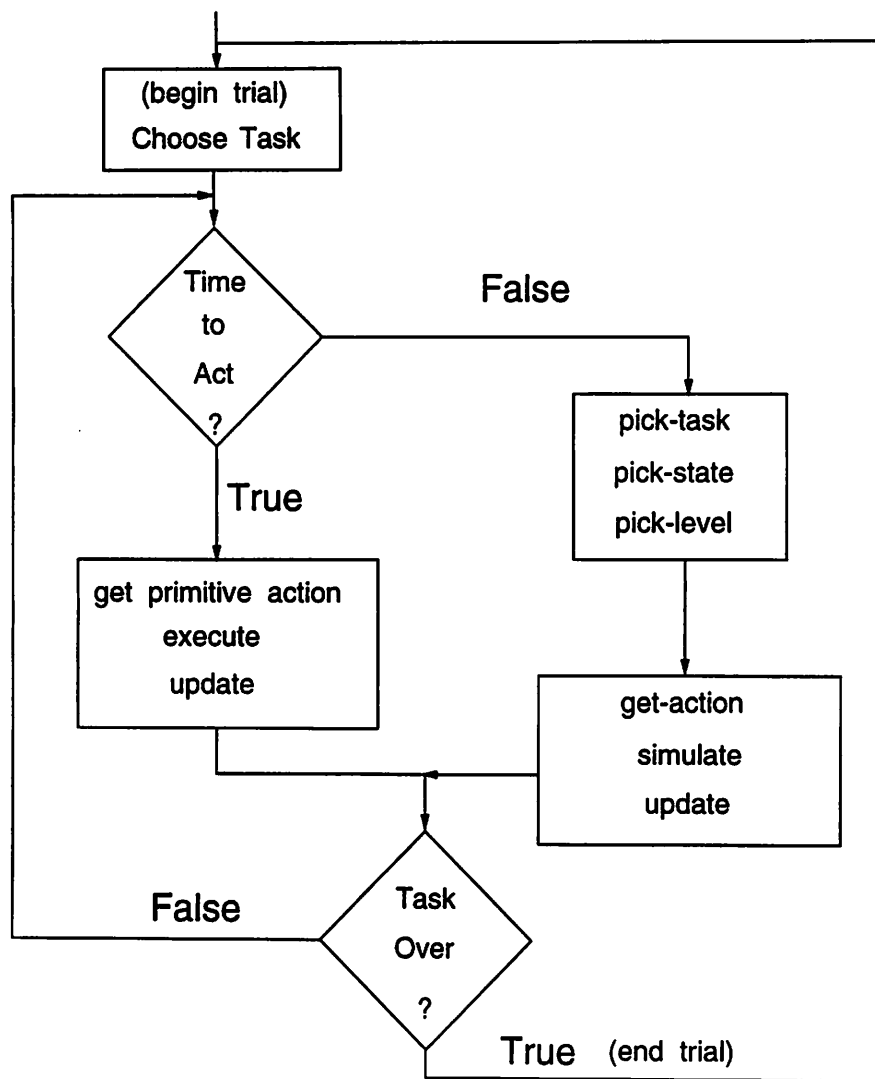 (begin trial)
Choose Task
Time
to
Act
?
False
True
pick-task
pick-state
pick-level
get primitive action
execute
update
get-action
simulate
update
Task
Over
?
False
True (end trial)